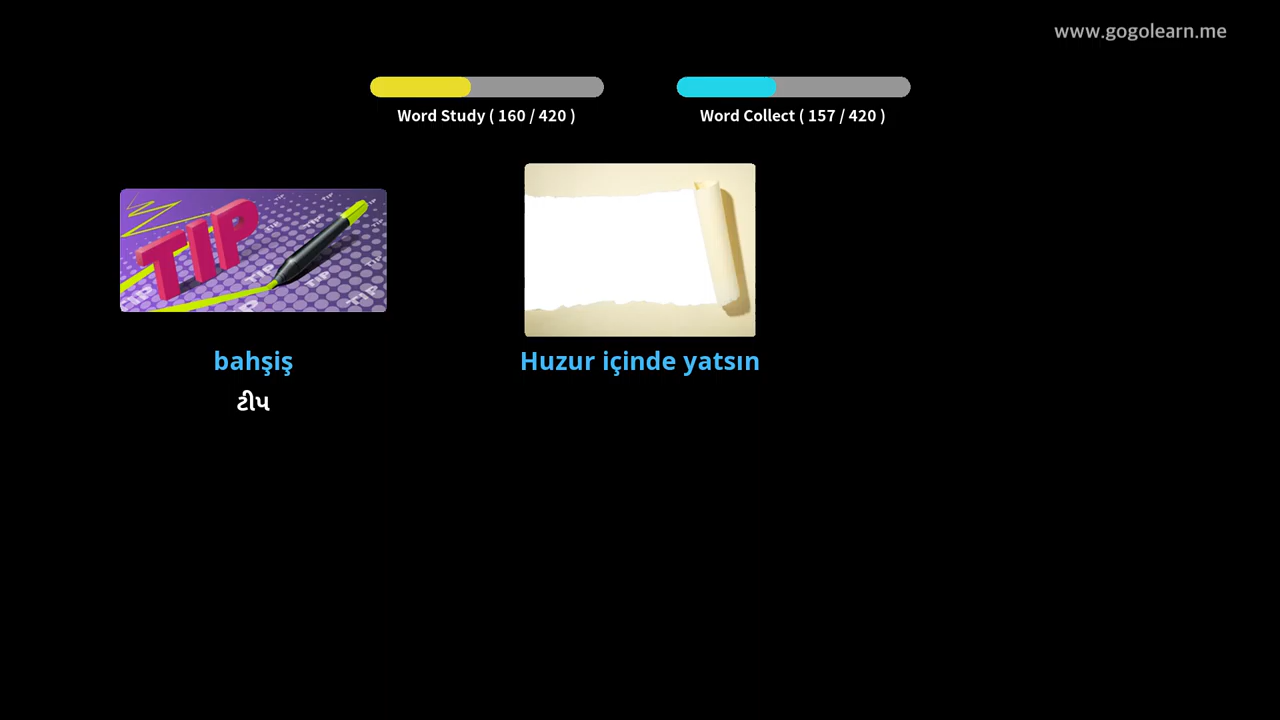 www.gogolearn.me
Word Study ( 160 / 420 )
Word Collect ( 157 / 420 )
TIP
bahşiş
Huzur içinde yatsın
ટીપ